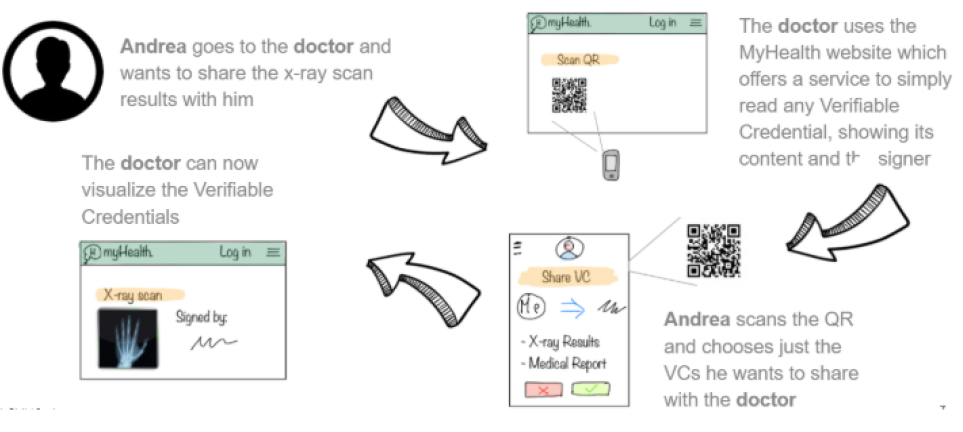 Andrea goes to the doctor and
wants to share the x-ray scan
results with him
myHealth.
Log in
Scan QR
The doctor uses the
MyHealth website which
offers a service to simply
read any Verifiable
Credential, showing its
content and signer
Share VC
Me
- X-ray Results
- Medical Report
Andrea scans the QR
and chooses just the
VCs he wants to share
with the doctor
The doctor can now
visualize the Verifiable
Credentials
myHealth.
Log in
X-ray scan
Signed by: